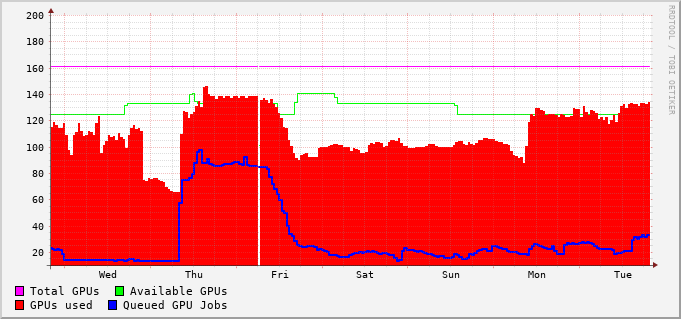 RRDTOOL / TOBI OETIKER
200
180
160
140
120
100
80
60
40
20
Wed Thu Fri Sat Sun Mon Tue
Total GPUs Available GPUs
GPUs used Queued GPU Jobs